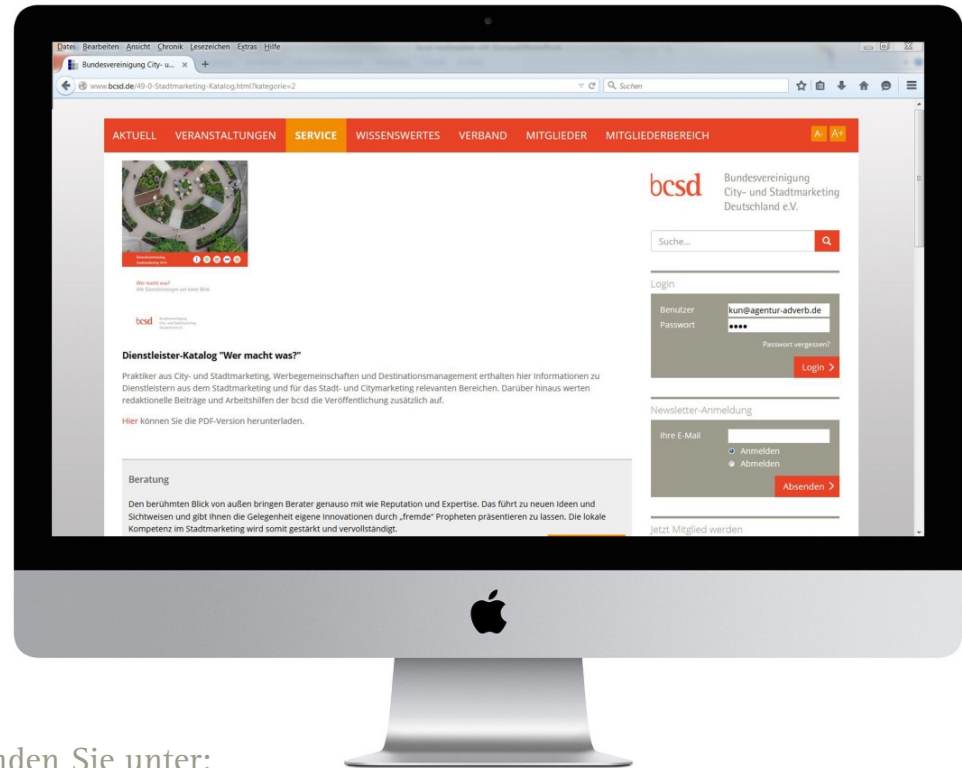 Datei Bearbeiten Ansicht Chronik Lesezeichen Extras Hilfe
Bundesvereinigung City- u... × +
www.bcsd.de/49-0-Stadtmarketing-Katalog.html?kategorie=2
Suchen
AKTUELL VERANSTALTUNGEN SERVICE WISSENSWERTES VERBAND MITGLIEDER MITGLIEDERBEREICH A- A+
Wer macht was?
bcsd
Dienstleister-Katalog "Wer macht was?"
Praktiker aus City- und Stadtmarketing, Werbegemeinschaften und Destinationsmanagement erhalten hier Informationen zu
Dienstleistern aus dem Stadtmarketing und für das Stadt- und Citymarketing relevanten Bereichen. Darüber hinaus werten
redaktionelle Beiträge und Arbeitshilfen der bcsd die Veröffentlichung zusätzlich auf.
Hier können Sie die PDF-Version herunterladen.
Beratung
Den berühmten Blick von außen bringen Berater genauso mit wie Reputation und Expertise. Das führt zu neuen Ideen und
Sichtweisen und gibt Ihnen die Gelegenheit eigene Innovationen durch „fremde“ Propheten präsentieren zu lassen. Die lokale
Kompetenz im Stadtmarketing wird somit gestärkt und vervollständigt.
bcsd
Bundesvereinigung
City- und Stadtmarketing
Deutschland e.V.
Suche...
Login
Benutzer kun@agentur-adverb.de
Passwort ••••
Passwort vergessen?
Login
Newsletter-Anmeldung
Ihre E-Mail
Anmelden
Abmelden
Absenden
Jetzt Mitglied werden
nden Sie unter: